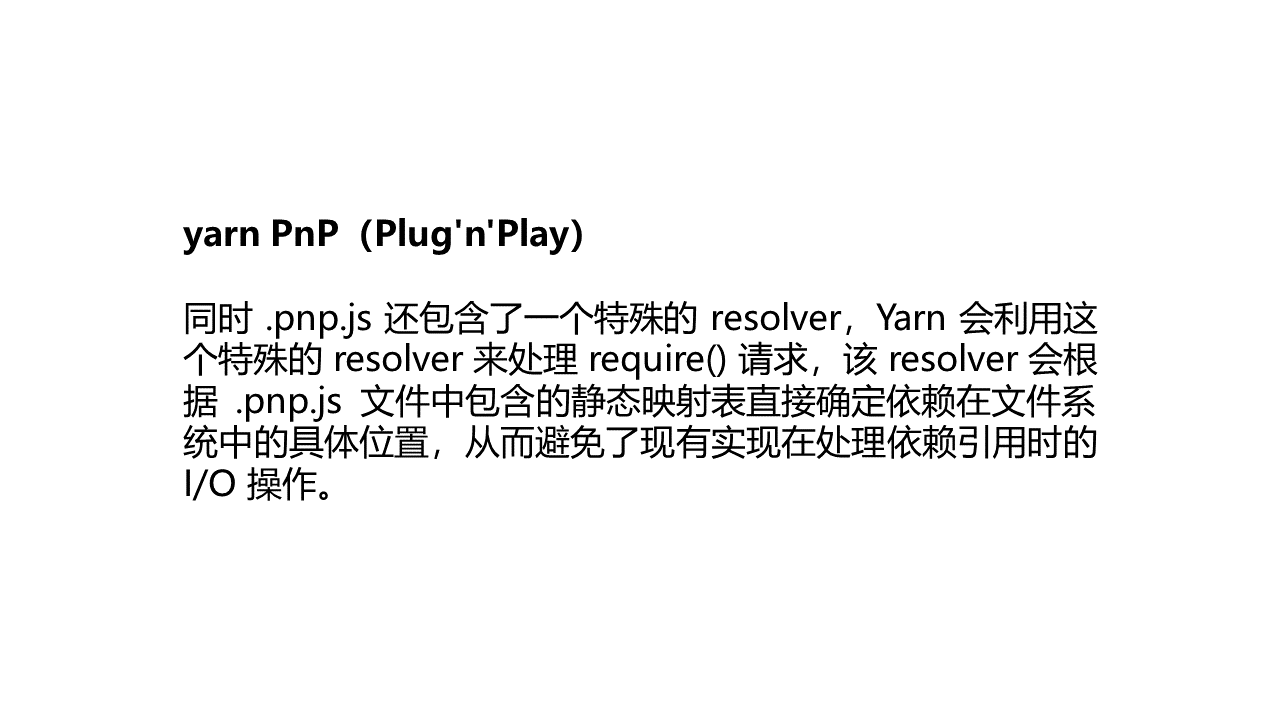 yarn PnP（Plug'n'Play）
同时 .pnp.js 还包含了一个特殊的 resolver，Yarn 会利用这
个特殊的 resolver 来处理 require() 请求，该 resolver 会根
据 .pnp.js 文件中包含的静态映射表直接确定依赖在文件系
统中的具体位置，从而避免了现有实现在处理依赖引用时的
I/O 操作。